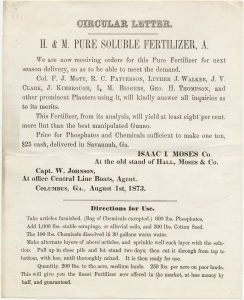 CIRCULAR LETTER.
H. & M. PURE SOLUBLE FERTILIZER, A.
We are now receiving orders for this Pure Fertilizer for next
season delivery, so as to be able to meet the demand.
Col. F. J. MOTT, R. C. PATTERSON, LUTHER J. WALKER, J. V.
CLARK, J. KIMBROUGH, L. M. BIGGERS, GEO. H. THOMPSON, and
other prominent Planters using it, will kindly answer all inquiries as
to its merits.
This Fertilizer, from its analysis, will yield at least eight per cent.
more lint than the best manipulated Guano.
Price for Phosphates and Chemicals sufficient to make one ton,
$25 cash, delivered in Savannah, Ga.
ISAAC I. MOSES Co.
At the old stand of HALL, MOSES & Co.
Capt. W. JOHNSON,
At office Central Line Boats, Agent.
COLUMBUS, GA., August 1st, 1873.
Directions for Use.
Take articles furnished, (Bag of Chemicals excepted) 600 lbs. Phosphates.
Add 1,000 lbs. stable scrapings, or alluvial soils, and 300 lbs. Cotton Seed.
The 100 lbs. Chemicals dissolved in 30 gallons warm water.
Make alternate layers of above articles, and sprinkle well each layer with the
solution. Pull up in close pile and let stand two days; then cut it through from top to
bottom, with hoe, until thoroughly mixed. It is then ready for use.
Quantity, 200 lbs. to the acre, medium lands. 250 lbs. per acre on poor lands.
This will give you the finest Fertilizer now offered in the market, at less money by
half, and guaranteed.